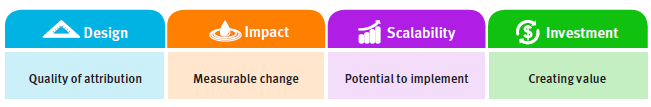 Design
Impact
Scalability
Investment
Quality of attribution
Measurable change
Potential to implement
Creating value